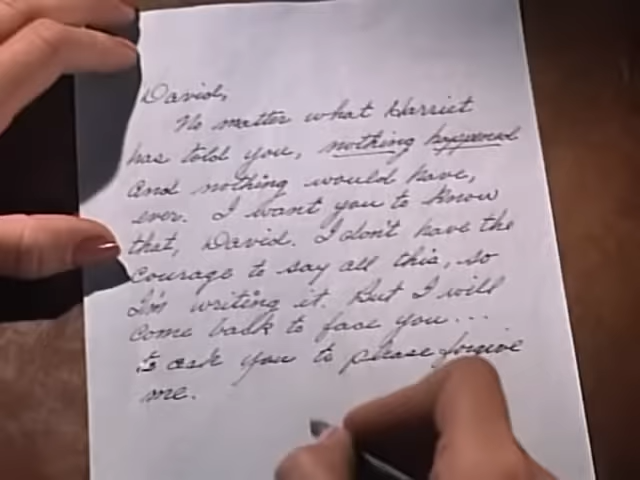 David,
No matter what Harriet
has told you, nothing happened
and nothing would have,
ever. I want you to know
that, David. I don't have the
courage to say all this, so
I'm writing it. But I will
come back to face you...
to ask you to please forgive
me.